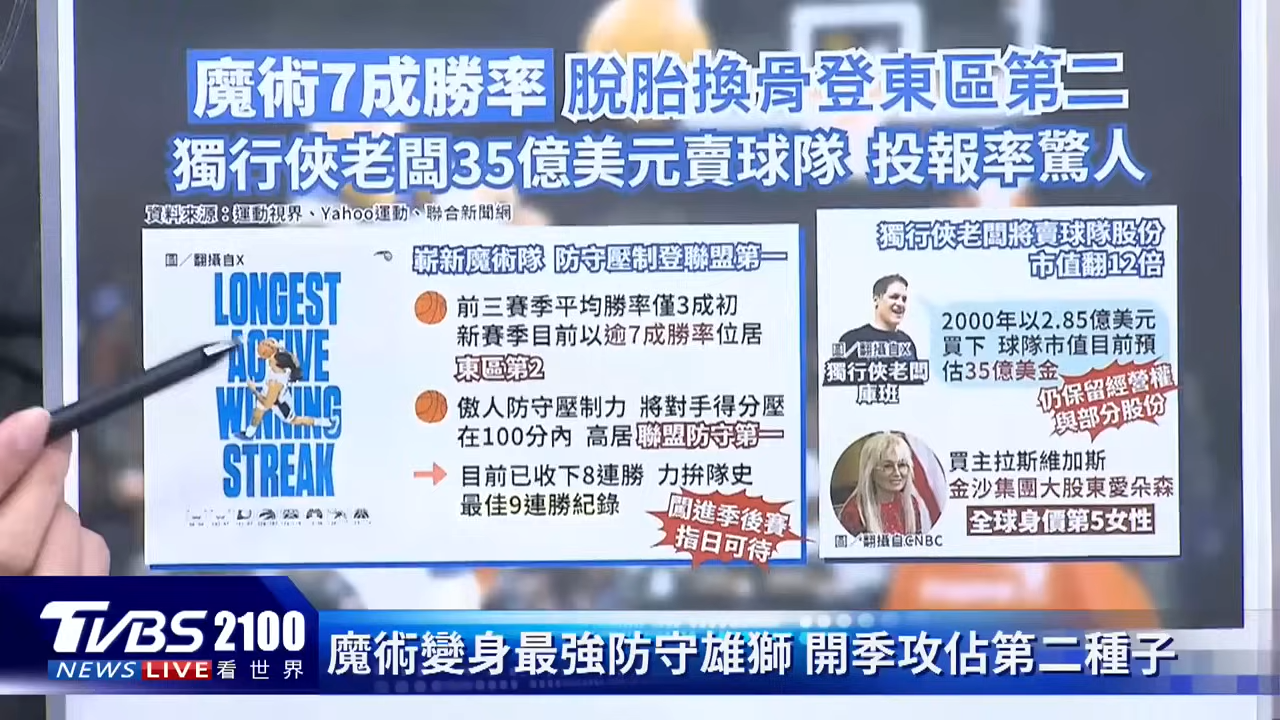 魔術7成勝率 脫胎換骨登東區第二
獨行俠老闆35億美元賣球隊 投報率驚人
資料來源：運動視界、Yahoo運動、聯合新聞網
圖／翻攝自X
LONGEST
ACTIVE
WINNING
STREAK
嶄新魔術隊 防守壓制登聯盟第一
前三賽季平均勝率僅3成初
新賽季目前以逾7成勝率位居
東區第2
傲人防守壓制力 將對手得分壓
在100分內 高居聯盟防守第一
目前已收下8連勝 力拚隊史
最佳9連勝紀錄
闖進季後賽
指日可待
獨行俠老闆將賣球隊股份
市值翻12倍
圖／翻攝自X
獨行俠老闆
庫班
2000年以2.85億美元
買下 球隊市值目前預
估35億美金
仍保留經營權
與部分股份
買主拉斯維加斯
金沙集團大股東愛朵森
全球身價第5女性
圖／翻攝自CNBC
TVBS 2100
NEWS LIVE 看世界
魔術變身最強防守雄獅 開季攻佔第二種子